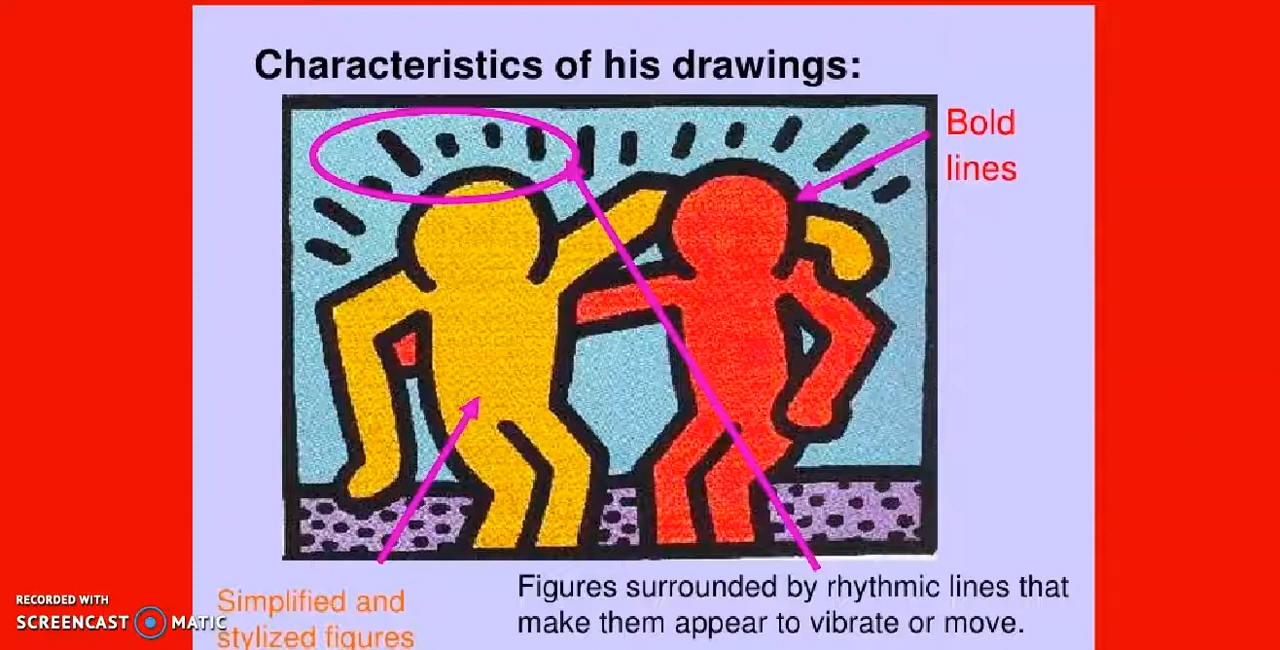 Characteristics of his drawings:
Bold
lines
Simplified and
stylized figures
Figures surrounded by rhythmic lines that
make them appear to vibrate or move.
RECORDED WITH
SCREENCAST MATIC